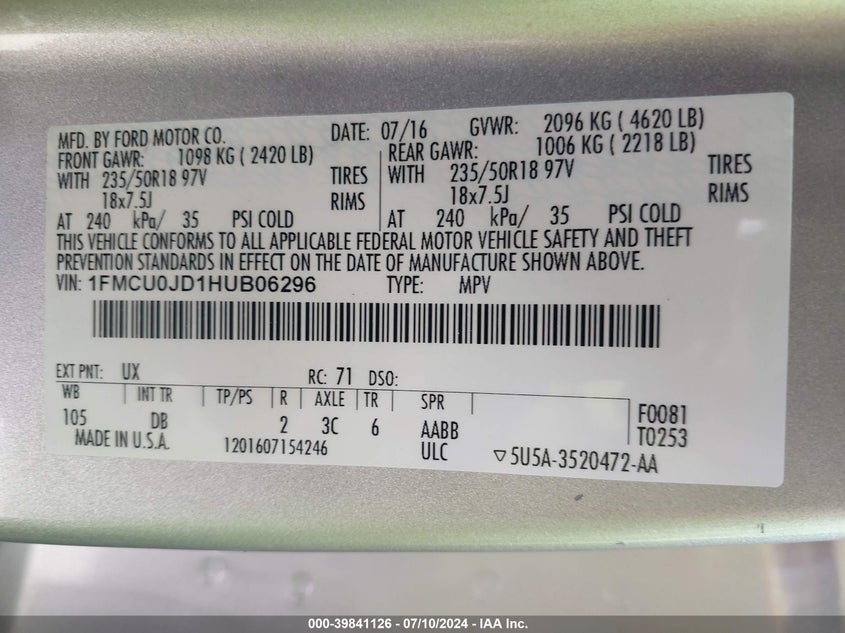 MFD. BY FORD MOTOR CO. DATE: 07/16 GVWR: 2096 KG ( 4620 LB)
FRONT GAWR: 1098 KG ( 2420 LB) REAR GAWR: 1006 KG ( 2218 LB)
WITH 235/50R18 97V TIRES WITH 235/50R18 97V TIRES
18x7.5J RIMS 18x7.5J RIMS
AT 240 kPa/ 35 PSI COLD AT 240 kPa/ 35 PSI COLD
THIS VEHICLE CONFORMS TO ALL APPLICABLE FEDERAL MOTOR VEHICLE SAFETY AND THEFT
PREVENTION STANDARDS IN EFFECT ON THE DATE OF MANUFACTURE SHOWN ABOVE.
VIN: 1FMCU0JD1HUB06296 TYPE: MPV
EXT PNT: UX RC: 71 DSO:
WB INT TR TP/PS R AXLE TR SPR
105 DB 2 3C 6 AABB F0081
MADE IN U.S.A. 1201607154246 ULC T0253
▽5U5A-3520472-AA
000-39841126 - 07/10/2024 - IAA Inc.